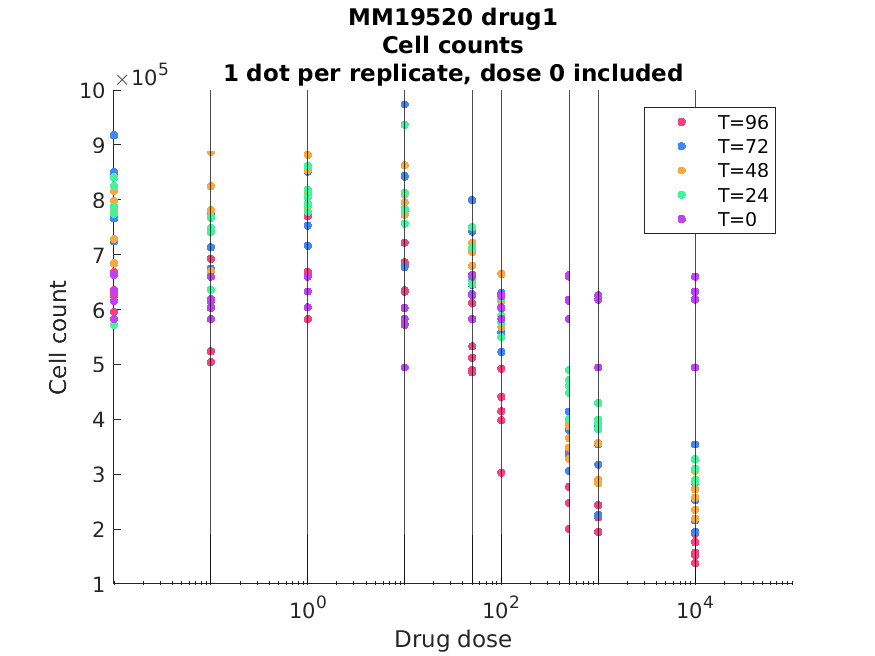 MM19520 drug1
Cell counts
1 dot per replicate, dose 0 included
×10^5
10
9
8
7
6
5
4
3
2
1
Cell count
10^0
10^2
10^4
Drug dose
T=96
T=72
T=48
T=24
T=0